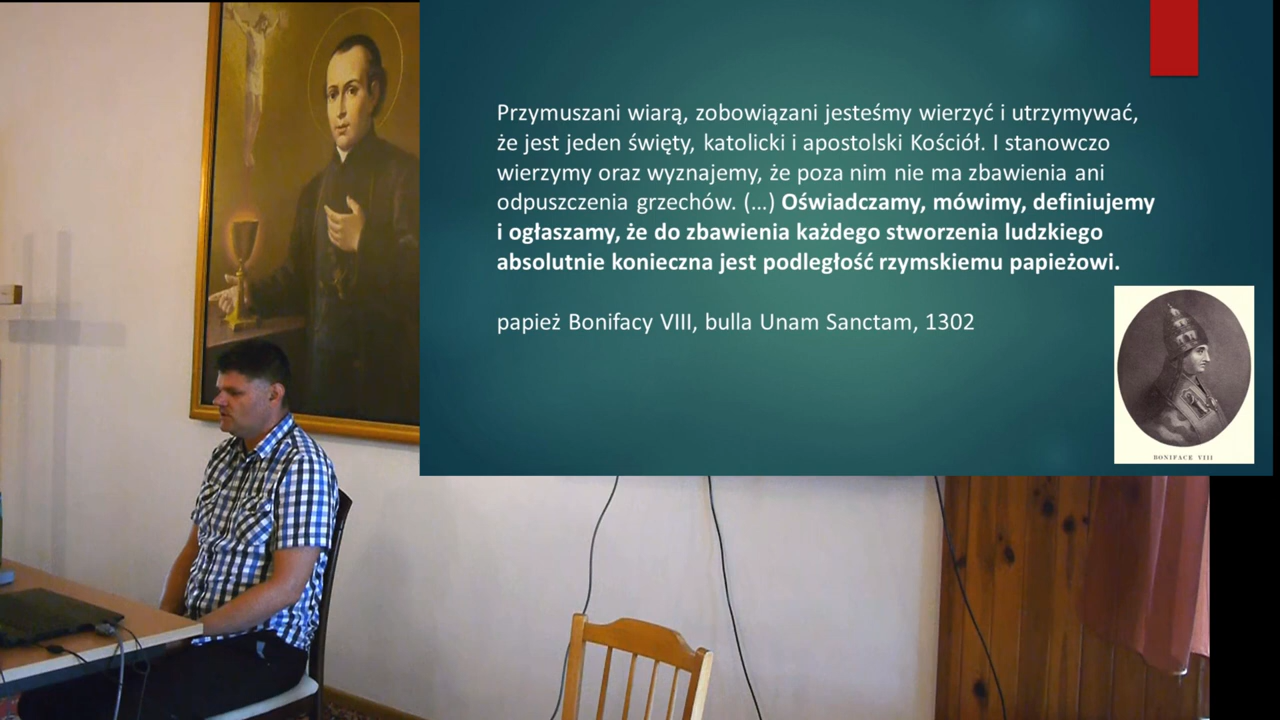 Przymuszani wiarą, zobowiązani jesteśmy wierzyć i utrzymywać,
że jest jeden święty, katolicki i apostolski Kościół. I stanowczo
wierzymy oraz wyznajemy, że poza nim nie ma zbawienia ani
odpuszczenia grzechów. (…) Oświadczamy, mówimy, definiujemy
i ogłaszamy, że do zbawienia każdego stworzenia ludzkiego
absolutnie konieczna jest podległość rzymskiemu papieżowi.
papież Bonifacy VIII, bulla Unam Sanctam, 1302
BONIFACE VIII